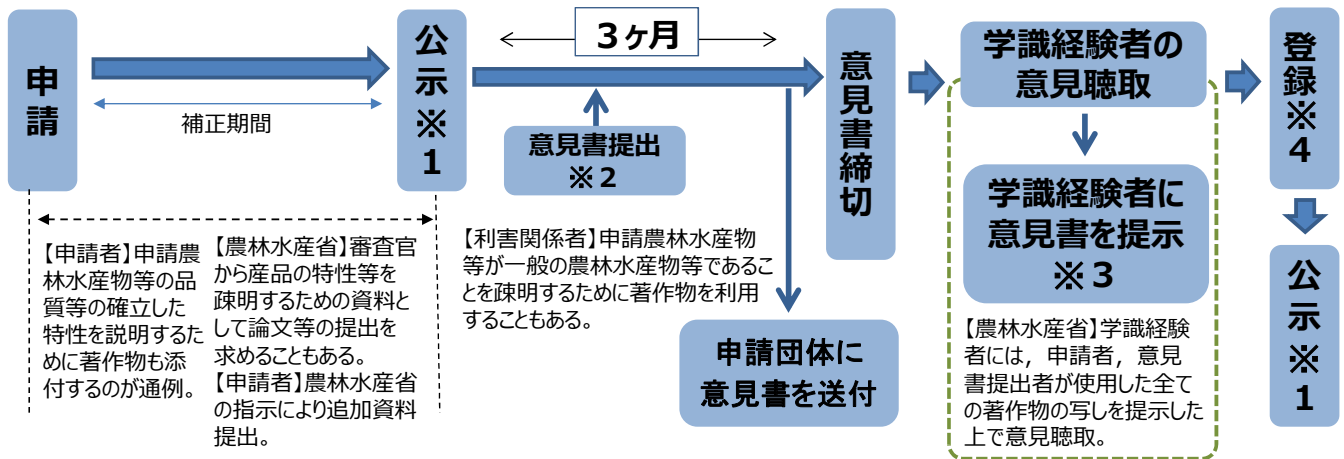 申請
補正期間
公示※1
3ヶ月
意見書提出
※2
意見書締切
学識経験者の
意見聴取
登録※4
【申請者】申請農
林水産物等の品
質等の確立した
特性を説明するた
めに著作物も添
付するのが通例。
【農林水産省】審査官
から産品の特性等を
疎明するための資料と
して論文等の提出を
求めることもある。
【申請者】農林水産省
の指示により追加資料
提出。
【利害関係者】申請農林水産物
等が一般の農林水産物等であるこ
とを疎明するために著作物を利用
することもある。
申請団体に
意見書を送付
学識経験者に
意見書を提示
※3
【農林水産省】学識経験
者には，申請者，意見
書提出者が使用した全て
の著作物の写しを提示した
上で意見聴取。
公示※1